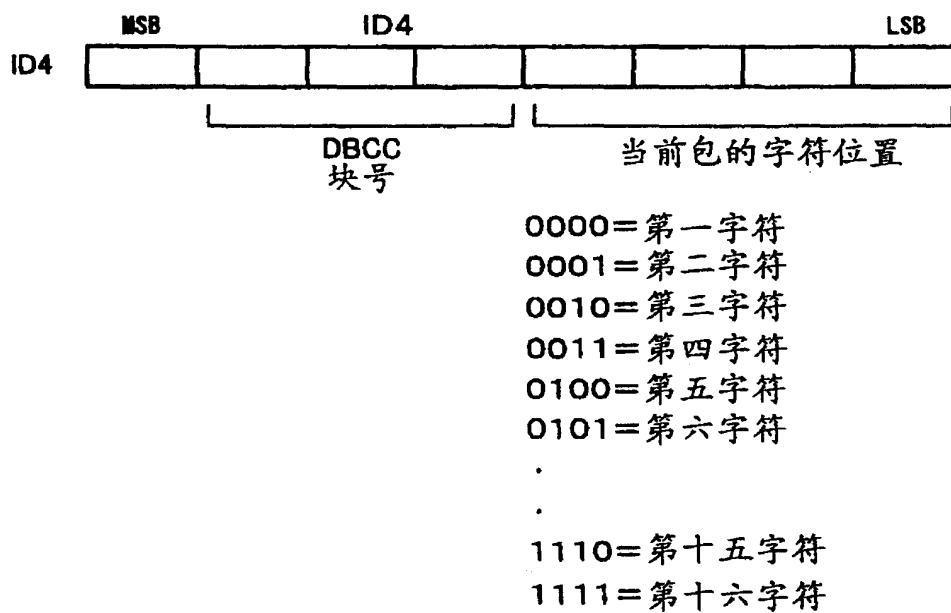 MSB ID4 LSB
ID4
DBCC
块号
当前包的字符位置
0000=第一字符
0001=第二字符
0010=第三字符
0011=第四字符
0100=第五字符
0101=第六字符
.
.
1110=第十五字符
1111=第十六字符